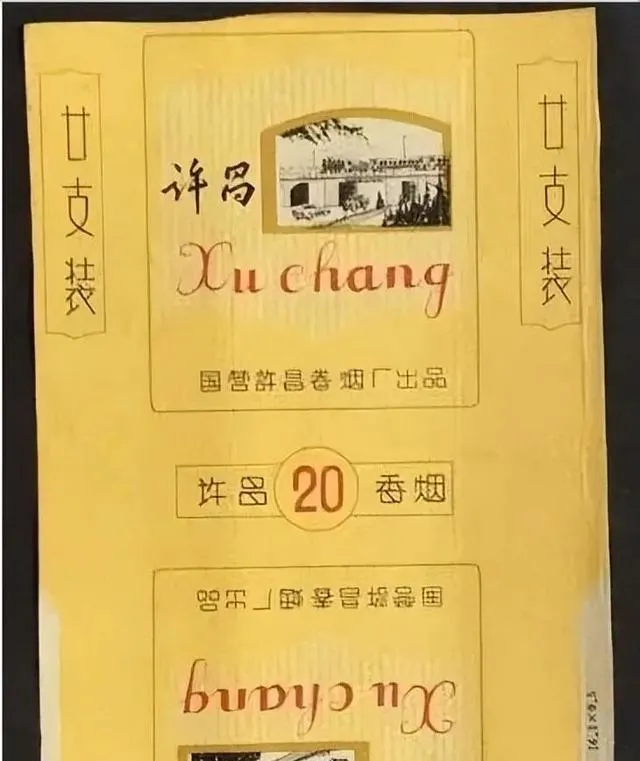 廿支装
许昌
Xu chang
国营許昌卷烟厂出品
廿支装
许昌 20 香烟
国营許昌卷烟厂出品
Xu chang